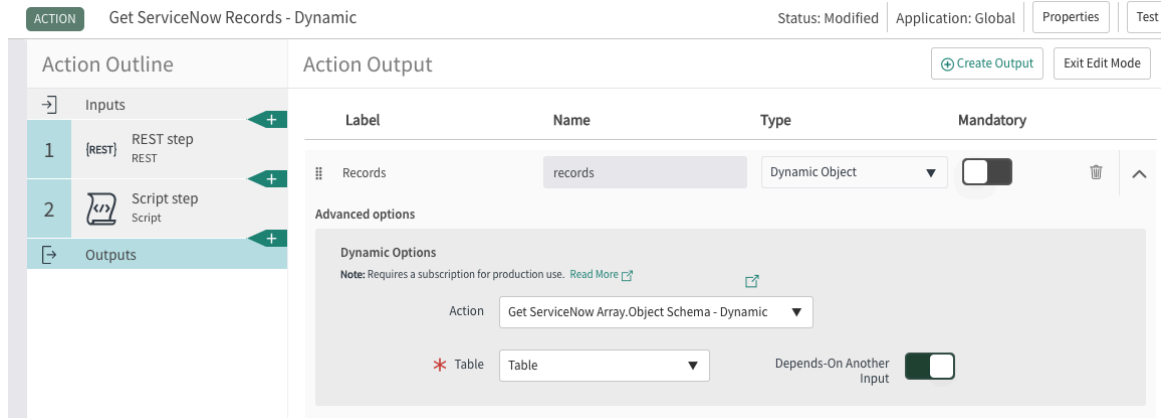 ACTION Get ServiceNow Records - Dynamic Status: Modified Application: Global Properties Test
Action Outline
Inputs
1 {REST} REST step
REST
2 Script step
Script
Outputs
Action Output Create Output Exit Edit Mode
Label Name Type Mandatory
Records records Dynamic Object
Advanced options
Dynamic Options
Note: Requires a subscription for production use. Read More
Action Get ServiceNow Array.Object Schema - Dynamic
* Table Table Depends-On Another
Input